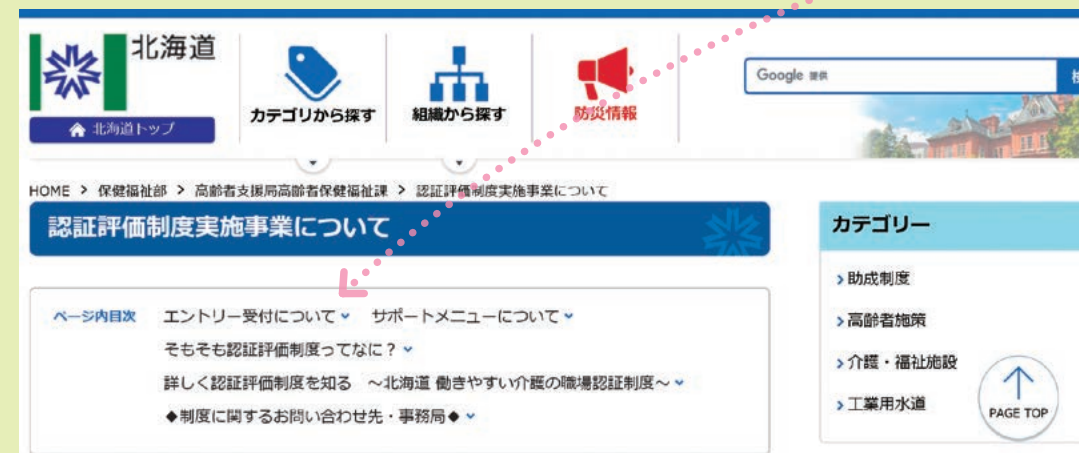 北海道
北海道トップ
カテゴリから探す
組織から探す
防災情報
Google 提供
HOME > 保健福祉部 > 高齢者支援局高齢者保健福祉課 > 認証評価制度実施事業について
認証評価制度実施事業について
ページ内目次 エントリー受付について サポートメニューについて
そもそも認証評価制度ってなに?
詳しく認証評価制度を知る ～北海道 働きやすい介護の職場認証制度～
◆制度に関するお問い合わせ先・事務局◆
カテゴリー
助成制度
高齢者施策
介護・福祉施設
工業用水道
PAGE TOP